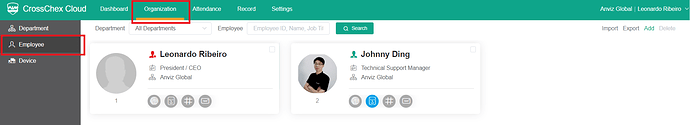 CrossChex Cloud Dashboard Organization Attendance Record Settings Anviz Global Leonardo Ribeiro
Department Department All Departments Employee Employee ID, Name, Job Ti Search Import Export Add Delete
Employee
Device
Leonardo Ribeiro
President / CEO
Anviz Global
1
Johnny Ding
Technical Support Manager
Anviz Global
2